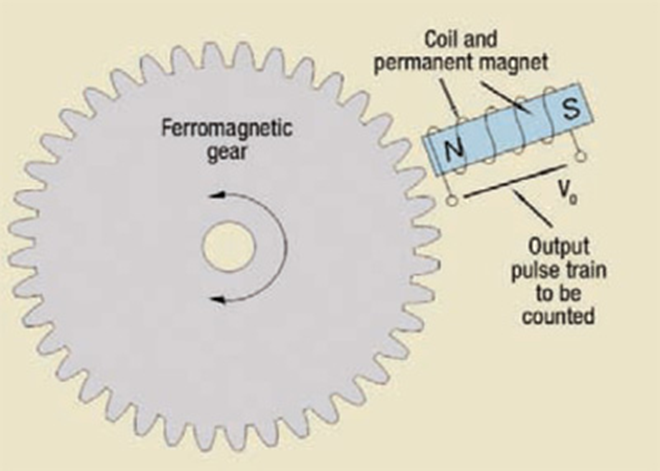 Coil and
permanent magnet
Ferromagnetic
gear
N
S
V₀
Output
pulse train
to be
counted